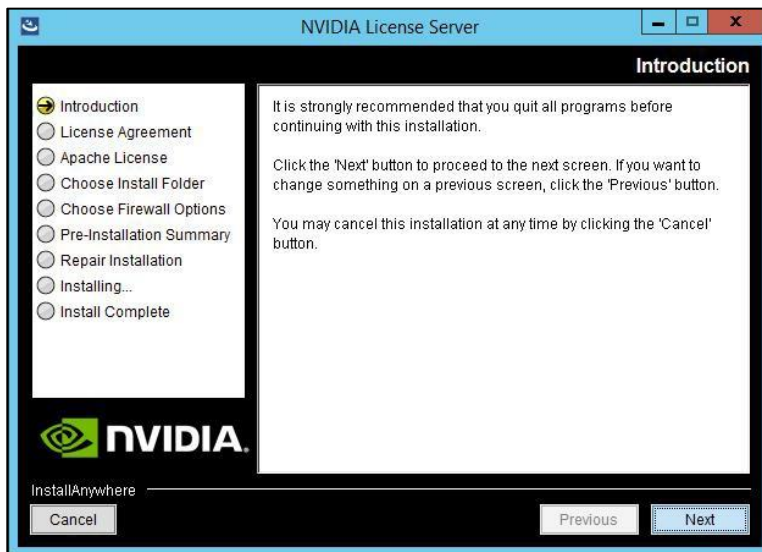 NVIDIA License Server
Introduction
Introduction
License Agreement
Apache License
Choose Install Folder
Choose Firewall Options
Pre-Installation Summary
Repair Installation
Installing...
Install Complete
It is strongly recommended that you quit all programs before
continuing with this installation.
Click the 'Next' button to proceed to the next screen. If you want to
change something on a previous screen, click the 'Previous' button.
You may cancel this installation at any time by clicking the 'Cancel'
button.
NVIDIA.
InstallAnywhere
Cancel
Previous
Next